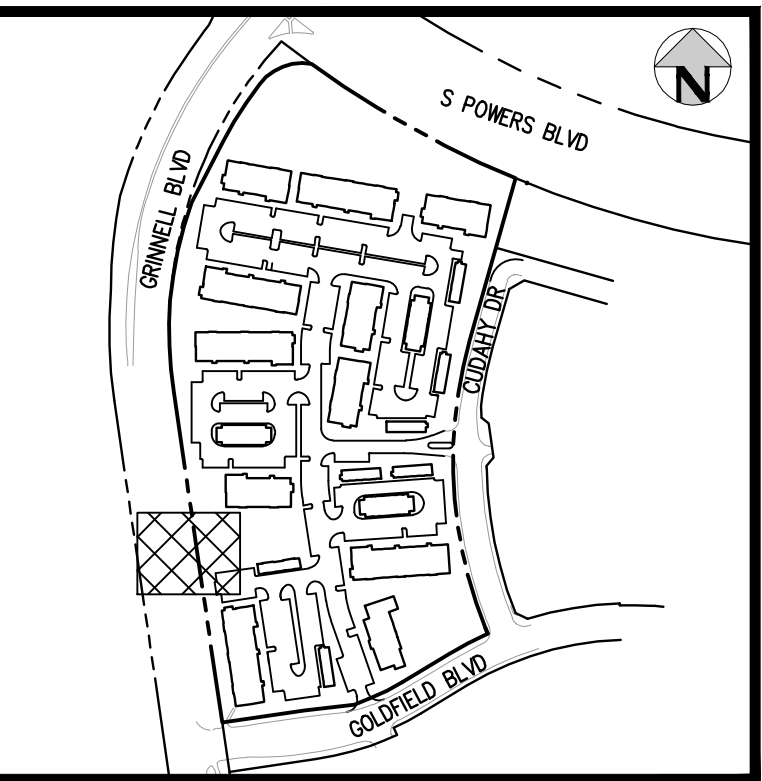 N
S POWERS BLVD
GRINNELL BLVD
CUDAHY DR
GOLDFIELD BLVD